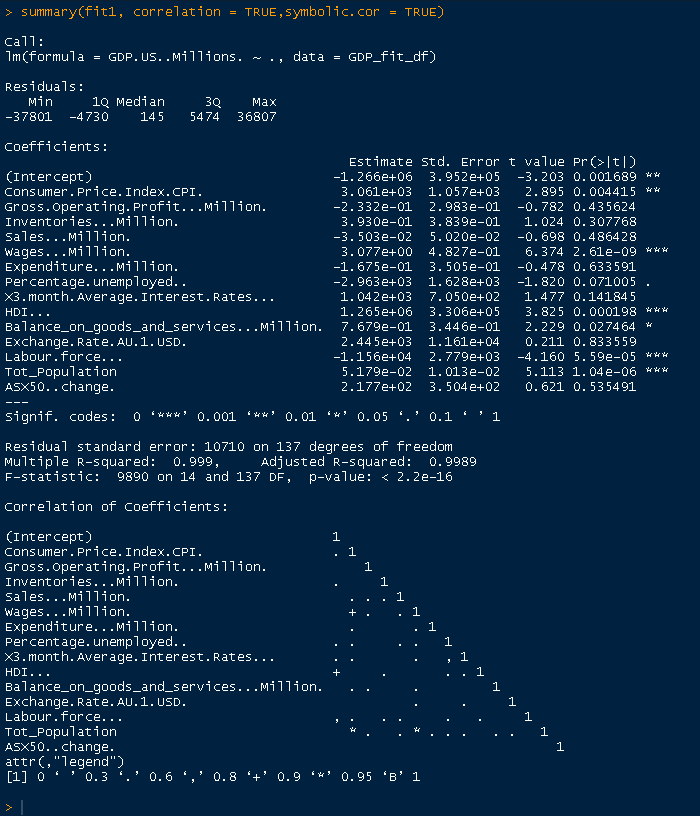 > summary(fit1, correlation = TRUE,symbolic.cor = TRUE)

Call:
lm(formula = GDP.US..Millions. ~ ., data = GDP_fit_df)

Residuals:
   Min     1Q Median     3Q    Max
-37801  -4730    145   5474  36807

Coefficients:
                                         Estimate Std. Error t value Pr(>|t|)
(Intercept)                            -1.266e+06  3.952e+05  -3.203 0.001689 **
Consumer.Price.Index.CPI.               3.061e+03  1.057e+03   2.895 0.004415 **
Gross.Operating.Profit...Million.      -2.332e-01  2.983e-01  -0.782 0.435624
Inventories...Million.                  3.930e-01  3.839e-01   1.024 0.307768
Sales...Million.                       -3.503e-02  5.020e-02  -0.698 0.486428
Wages...Million.                        3.077e+00  4.827e-01   6.374 2.61e-09 ***
Expenditure...Million.                 -1.675e-01  3.505e-01  -0.478 0.633591
Percentage.unemployed..                -2.963e+03  1.628e+03  -1.820 0.071005 .
X3.month.Average.Interest.Rates...      1.042e+03  7.050e+02   1.477 0.141845
HDI...                                  1.265e+06  3.306e+05   3.825 0.000198 ***
Balance_on_goods_and_services...Million.  7.679e-01  3.446e-01   2.229 0.027464 *
Exchange.Rate.AU.1.USD.                 2.445e+03  1.161e+04   0.211 0.833559
Labour.force...                        -1.156e+04  2.779e+03  -4.160 5.59e-05 ***
Tot_Population                          5.179e-02  1.013e-02   5.113 1.04e-06 ***
ASX50..change.                          2.177e+02  3.504e+02   0.621 0.535491
---
Signif. codes:  0 ‘***’ 0.001 ‘**’ 0.01 ‘*’ 0.05 ‘.’ 0.1 ‘ ’ 1

Residual standard error: 10710 on 137 degrees of freedom
Multiple R-squared:  0.999,     Adjusted R-squared:  0.9989
F-statistic:  9890 on 14 and 137 DF,  p-value: < 2.2e-16

Correlation of Coefficients:

(Intercept)                              1
Consumer.Price.Index.CPI.                . 1
Gross.Operating.Profit...Million.            1
Inventories...Million.                   .     1
Sales...Million.                           . . . 1
Wages...Million.                           + .   . 1
Expenditure...Million.                     .       . 1
Percentage.unemployed..                  . .     . .   1
X3.month.Average.Interest.Rates...       . .       .   , 1
HDI...                                   +     .       . . 1
Balance_on_goods_and_services...Million.   . .     .         1
Exchange.Rate.AU.1.USD.                            .     .     1
Labour.force...                          , .   . .     .   .     1
Tot_Population                             * .   . * . . .   . .   1
ASX50..change.                                                       1
attr(,"legend")
[1] 0 ‘ ’ 0.3 ‘.’ 0.6 ‘,’ 0.8 ‘+’ 0.9 ‘*’ 0.95 ‘B’ 1

>